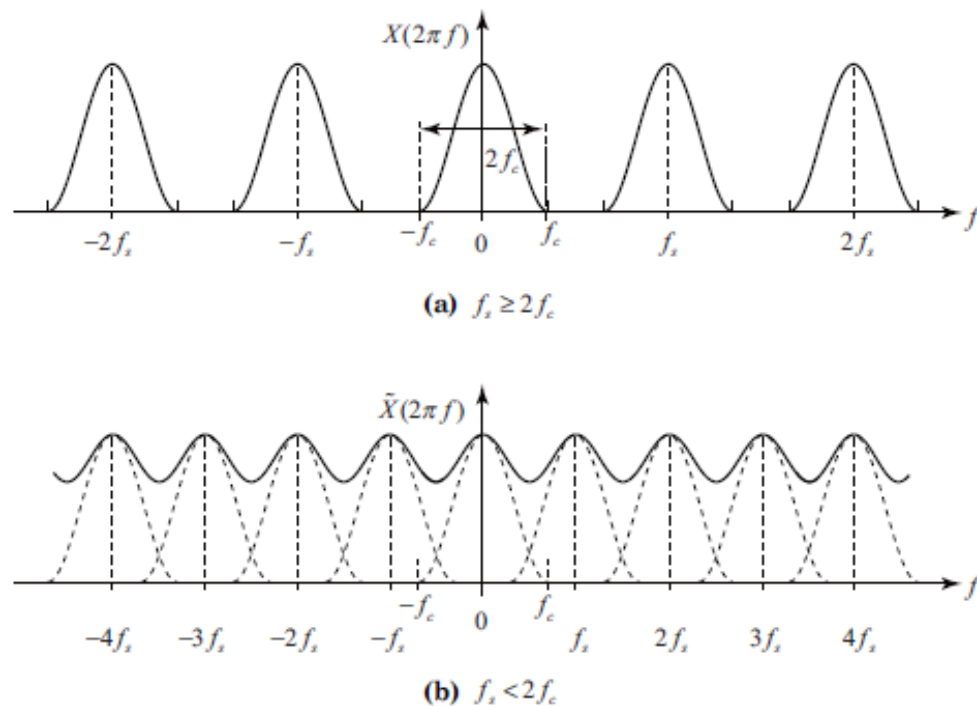 X(2πf)
2f_c
−2f_s −f_s −f_c 0 f_c f_s 2f_s f
(a) f_s ≥ 2f_c
X̃(2πf)
f
−f_c 0 f_c
−4f_s −3f_s −2f_s −f_s f_s 2f_s 3f_s 4f_s
(b) f_s < 2f_c